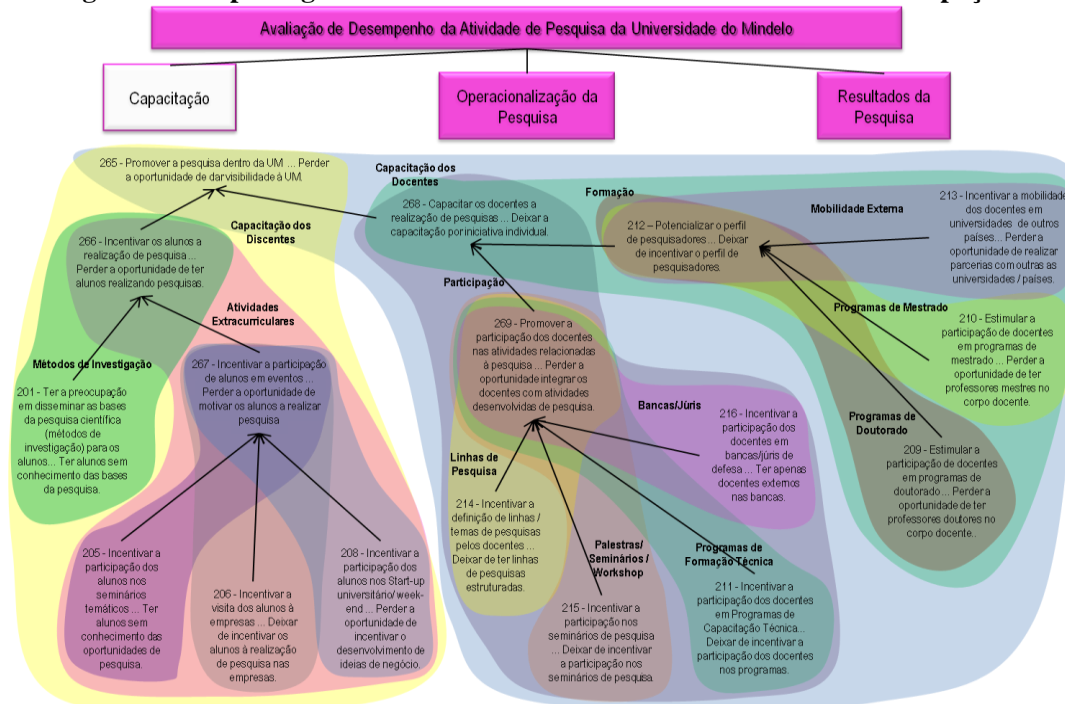 Avaliação de Desempenho da Atividade de Pesquisa da Universidade do Mindelo
Capacitação
Operacionalização da
Pesquisa
Resultados da
Pesquisa
265 - Promover a pesquisa dentro da UM ... Perder
a oportunidade de darvisibilidade à UM.
Capacitação dos
Discentes
266 - Incentivar os alunos a
realização de pesquisa ...
Perder a oportunidade de ter
alunos realizando pesquisas.
Atividades
Extracurriculares
Métodos de Investigação
201 - Ter a preocupação
em disseminar as bases
da pesquisa científica
(métodos de
investigação) para os
alunos... Ter alunos sem
conhecimento das bases
da pesquisa.
267 - Incentivar a participação
de alunos em eventos ...
Perder a oportunidade de
motivar os alunos a realizar
pesquisa
205 - Incentivar a
participação dos
alunos nos
seminários
temáticos ... Ter
alunos sem
conhecimento das
oportunidades de
pesquisa.
206 - Incentivar a
visita dos alunos à
empresas ... Deixar
de incentivar os
alunos à realização
de pesquisa nas
empresas.
208 - Incentivar a
participação dos
alunos nos Start-up
universitário/ week-
end ... Perder a
oportunidade de
incentivar o
desenvolvimento de
ideias de negócio.
Capacitação dos
Docentes
268 - Capacitar os docentes
a realização de pesquisas ... Deixar a
capacitação por iniciativa individual.
Formação
212 – Potencializar o perfil
de pesquisadores... Deixar
de incentivar o perfil de
pesquisadores.
Mobilidade Externa
213 - Incentivar a mobilidade
dos docentes em
universidades de outros
países... Perder a
oportunidade de realizar
parcerias com outras as
universidades / países.
Programas de Mestrado
210 - Estimular a
participação de docentes
em programas de
mestrado ... Perder a
oportunidade de ter
professores mestres no
corpo docente.
Programas de
Doutorado
209 - Estimular a
participação de docentes
em programas de
doutorado ... Perder a
oportunidade de ter
professores doutores no
corpo docente..
Participação
269 - Promover a
participação dos docentes
nas atividades relacionadas
à pesquisa ... Perder a
oportunidade integrar os
docentes com atividades
desenvolvidas de pesquisa.
Bancas/Júris
216 - Incentivar a
participação dos
docentes em
bancas/júris de
defesa ... Ter apenas
docentes externos
nas bancas.
Linhas de
Pesquisa
214 - Incentivar a
definição de linhas /
temas de pesquisas
pelos docentes ...
Deixar de ter linhas
de pesquisas
estruturadas.
Palestras/
Seminários /
Workshop
215 - Incentivar a
participação nos
seminários de pesquisa
... Deixar de incentivar
a participação nos
seminários de pesquisa.
Programas de
Formação Técnica
211 - Incentivar a
participação dos docentes
em Programas de
Capacitação Técnica...
Deixar de incentivar a
participação dos docentes
nos programas.